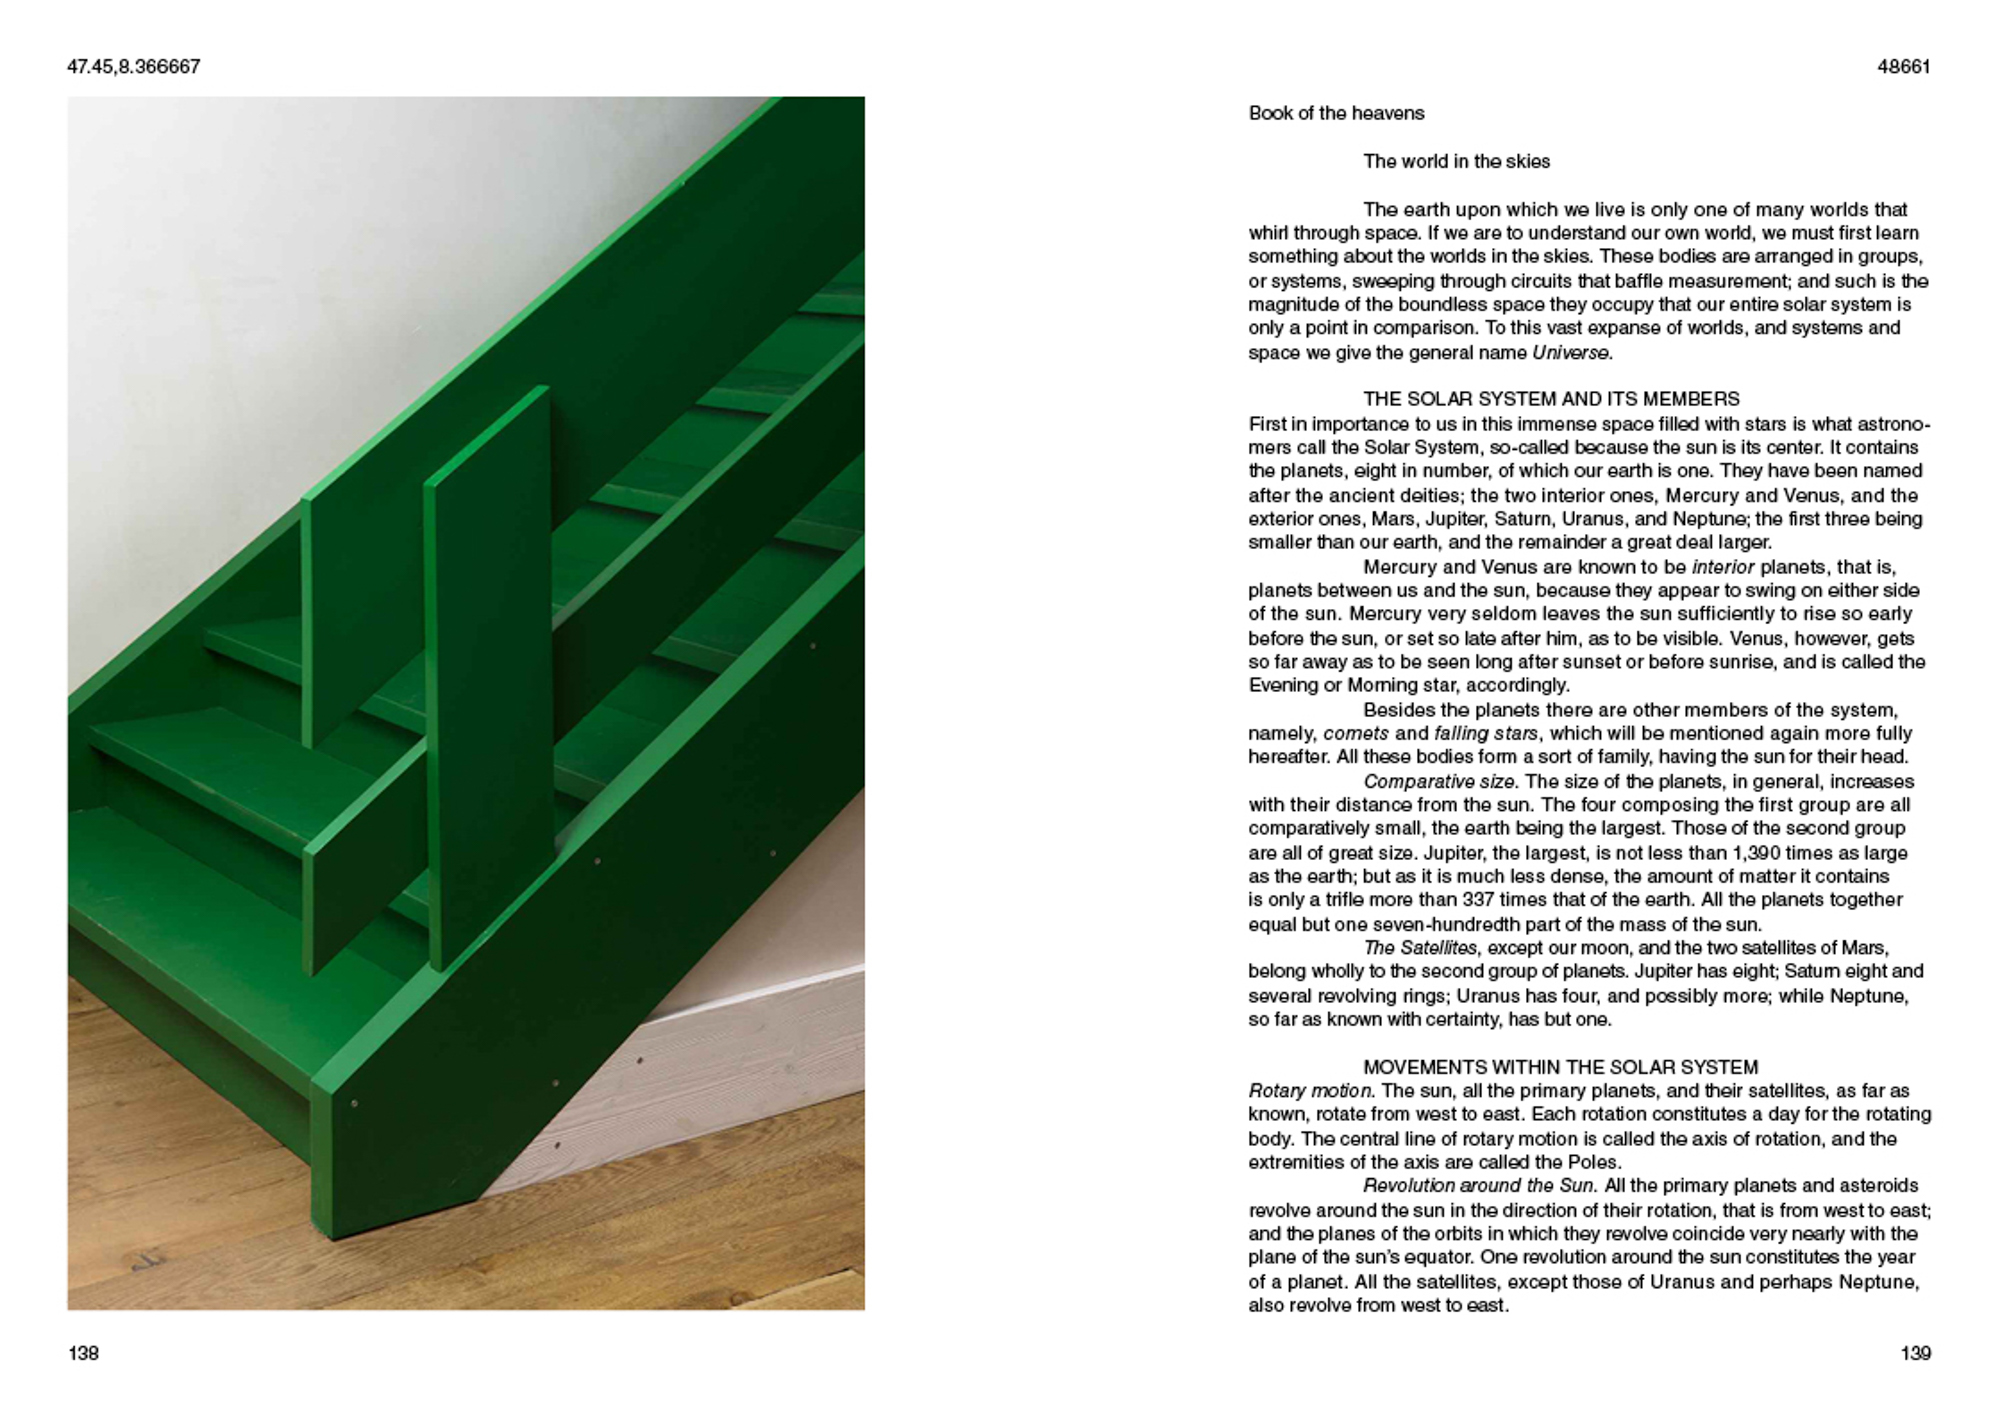 47.45,8.366667
48661
Book of the heavens
The world in the skies
The earth upon which we live is only one of many worlds that
whirl through space. If we are to understand our own world, we must first learn
something about the worlds in the skies. These bodies are arranged in groups,
or systems, sweeping through circuits that baffle measurement; and such is the
magnitude of the boundless space they occupy that our entire solar system is
only a point in comparison. To this vast expanse of worlds, and systems and
space we give the general name Universe.
THE SOLAR SYSTEM AND ITS MEMBERS
First in importance to us in this immense space filled with stars is what astrono-
mers call the Solar System, so-called because the sun is its center. It contains
the planets, eight in number, of which our earth is one. They have been named
after the ancient deities; the two interior ones, Mercury and Venus, and the
exterior ones, Mars, Jupiter, Saturn, Uranus, and Neptune; the first three being
smaller than our earth, and the remainder a great deal larger.
Mercury and Venus are known to be interior planets, that is,
planets between us and the sun, because they appear to swing on either side
of the sun. Mercury very seldom leaves the sun sufficiently to rise so early
before the sun, or set so late after him, as to be visible. Venus, however, gets
so far away as to be seen long after sunset or before sunrise, and is called the
Evening or Morning star, accordingly.
Besides the planets there are other members of the system,
namely, comets and falling stars, which will be mentioned again more fully
hereafter. All these bodies form a sort of family, having the sun for their head.
Comparative size. The size of the planets, in general, increases
with their distance from the sun. The four composing the first group are all
comparatively small, the earth being the largest. Those of the second group
are all of great size. Jupiter, the largest, is not less than 1,390 times as large
as the earth; but as it is much less dense, the amount of matter it contains
is only a trifle more than 337 times that of the earth. All the planets together
equal but one seven-hundredth part of the mass of the sun.
The Satellites, except our moon, and the two satellites of Mars,
belong wholly to the second group of planets. Jupiter has eight; Saturn eight and
several revolving rings; Uranus has four, and possibly more; while Neptune,
so far as known with certainty, has but one.
MOVEMENTS WITHIN THE SOLAR SYSTEM
Rotary motion. The sun, all the primary planets, and their satellites, as far as
known, rotate from west to east. Each rotation constitutes a day for the rotating
body. The central line of rotary motion is called the axis of rotation, and the
extremities of the axis are called the Poles.
Revolution around the Sun. All the primary planets and asteroids
revolve around the sun in the direction of their rotation, that is from west to east;
and the planes of the orbits in which they revolve coincide very nearly with the
plane of the sun's equator. One revolution around the sun constitutes the year
of a planet. All the satellites, except those of Uranus and perhaps Neptune,
also revolve from west to east.
138
139